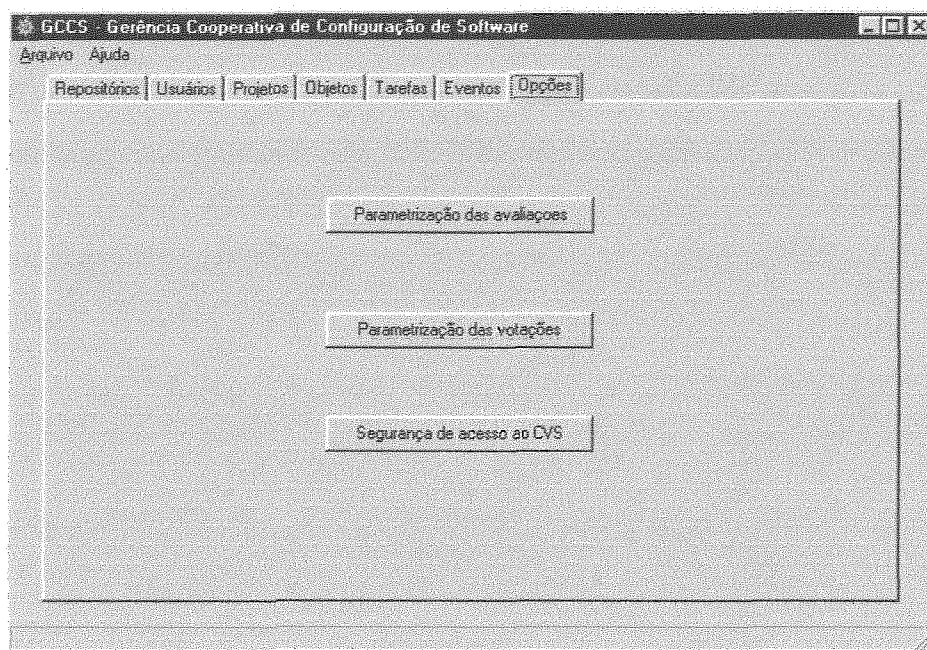 GCCS - Gerência Cooperativa de Configuração de Software
Arquivo Ajuda
Repositórios Usuários Projetos Objetos Tarefas Eventos Opções
Parametrização das avaliaçoes
Parametrização das votações
Segurança de acesso ao CVS